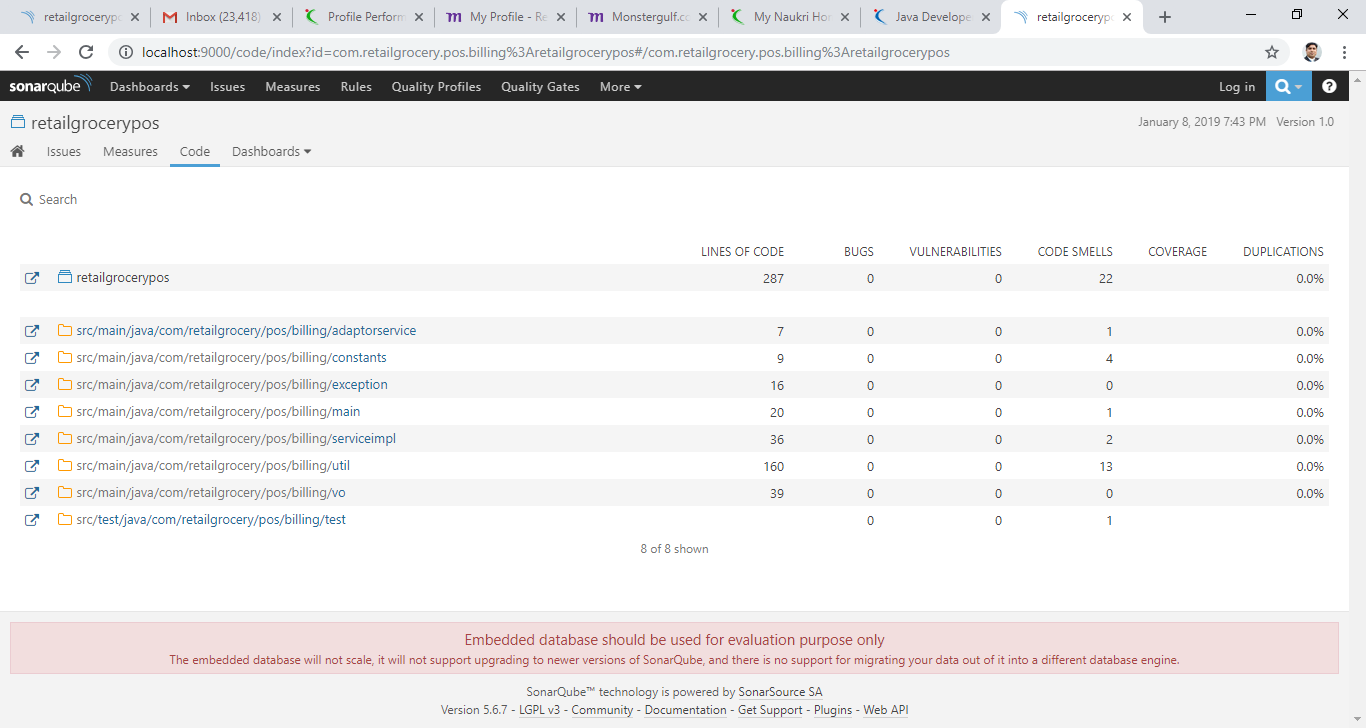 retailgrocerypo Inbox (23,418) Profile Perform My Profile - Re Monstergulf.co My Naukri Ho Java Develope retailgrocerypo
localhost:9000/code/index?id=com.retailgrocery.pos.billing%3Aretailgrocerypos#/com.retailgrocery.pos.billing%3Aretailgrocerypos
sonarqube Dashboards Issues Measures Rules Quality Profiles Quality Gates More Log in
retailgrocerypos January 8, 2019 7:43 PM Version 1.0
Issues Measures Code Dashboards
Search
LINES OF CODE BUGS VULNERABILITIES CODE SMELLS COVERAGE DUPLICATIONS
retailgrocerypos 287 0 0 22 0.0%
src/main/java/com/retailgrocery/pos/billing/adaptorservice 7 0 0 1 0.0%
src/main/java/com/retailgrocery/pos/billing/constants 9 0 0 4 0.0%
src/main/java/com/retailgrocery/pos/billing/exception 16 0 0 0 0.0%
src/main/java/com/retailgrocery/pos/billing/main 20 0 0 1 0.0%
src/main/java/com/retailgrocery/pos/billing/serviceimpl 36 0 0 2 0.0%
src/main/java/com/retailgrocery/pos/billing/util 160 0 0 13 0.0%
src/main/java/com/retailgrocery/pos/billing/vo 39 0 0 0 0.0%
src/test/java/com/retailgrocery/pos/billing/test 0 0 1
8 of 8 shown
Embedded database should be used for evaluation purpose only
The embedded database will not scale, it will not support upgrading to newer versions of SonarQube, and there is no support for migrating your data out of it into a different database engine.
SonarQube™ technology is powered by SonarSource SA
Version 5.6.7 - LGPL v3 - Community - Documentation - Get Support - Plugins - Web API